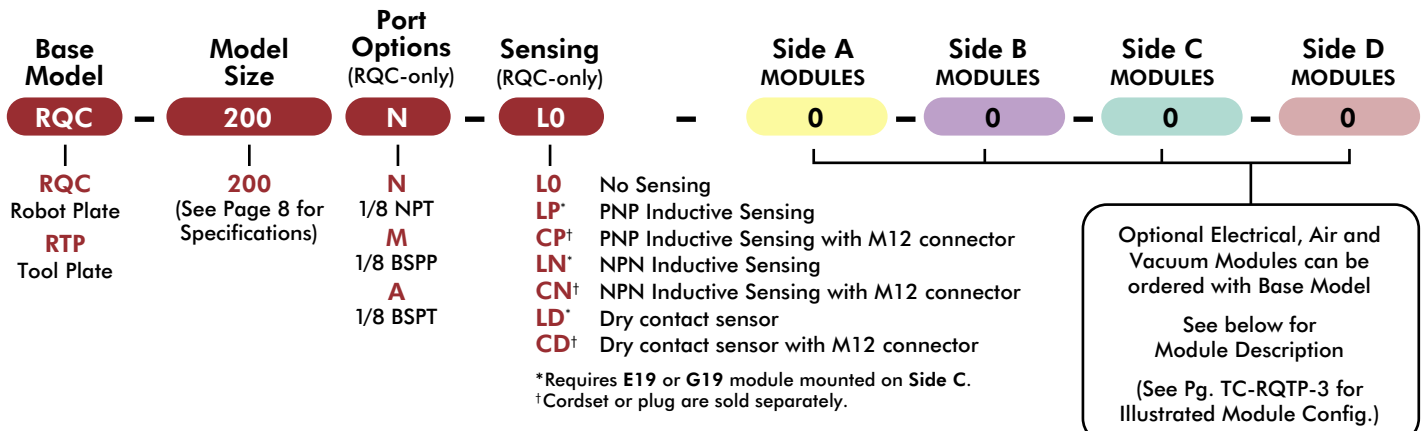 Base Model
Model Size
Port Options
(RQC-only)
Sensing
(RQC-only)
Side A
MODULES
Side B
MODULES
Side C
MODULES
Side D
MODULES
RQC – 200 N – L0 – 0 – 0 – 0 – 0
RQC
Robot Plate
RTP
Tool Plate
200
(See Page 8 for
Specifications)
N
1/8 NPT
M
1/8 BSPP
A
1/8 BSPT
L0 No Sensing
LP* PNP Inductive Sensing
CP† PNP Inductive Sensing with M12 connector
LN* NPN Inductive Sensing
CN† NPN Inductive Sensing with M12 connector
LD* Dry contact sensor
CD† Dry contact sensor with M12 connector
*Requires E19 or G19 module mounted on Side C.
†Cordset or plug are sold separately.
Optional Electrical, Air and
Vacuum Modules can be
ordered with Base Model
See below for
Module Description
(See Pg. TC-RQTP-3 for
Illustrated Module Config.)